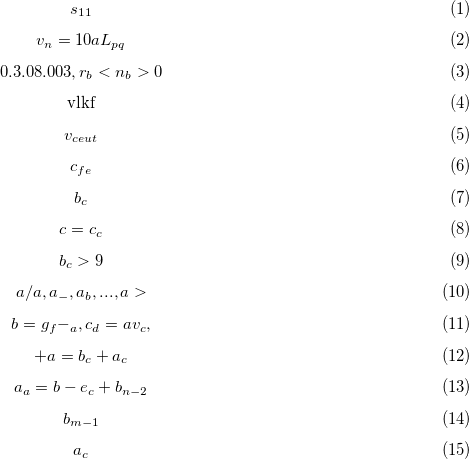 s_{11} (1)
v_n = 10aL_{pq} (2)
0.3.08.003, r_b < n_b > 0 (3)
vlkf (4)
v_{ceut} (5)
c_{fe} (6)
b_c (7)
c = c_c (8)
b_c > 9 (9)
a/a, a_-, a_b, ..., a > (10)
b = g_f -_a, c_d = av_c, (11)
+a = b_c + a_c (12)
a_a = b - e_c + b_{n-2} (13)
b_{m-1} (14)
a_c (15)